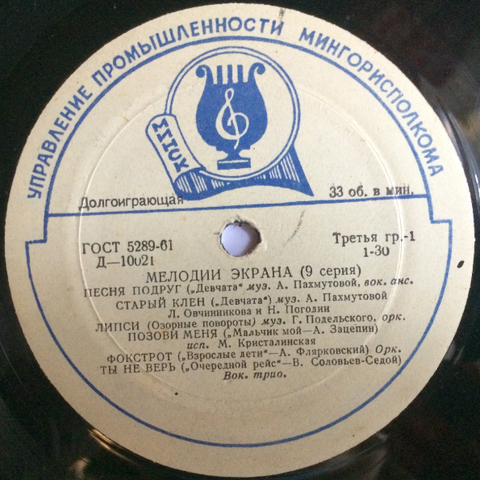 УПРАВЛЕНИЕ ПРОМЫШЛЕННОСТИ МИНГОРИСПОЛКОМА
Долгоиграющая
33 об. в мин.
ГОСТ 5289-61
Третья гр.-1
Д—10021
1-30
МЕЛОДИИ ЭКРАНА (9 серия)
ПЕСНЯ ПОДРУГ („Девчата“ муз. А. Пахмутовой, вок. анс.
СТАРЫЙ КЛЕН („Девчата“) муз. А. Пахмутовой
Л. Овчинникова и Н. Погодин
ЛИПСИ (Озорные повороты) муз. Г. Подельского, орк.
ПОЗОВИ МЕНЯ („Мальчик мой—А. Зацепин)
исп. М. Кристалинская
ФОКСТРОТ („Взрослые дети“—А. Флярковский) Орк.
ТЫ НЕ ВЕРЬ („Очередной рейс“—В. Соловьев-Седой)
Вок. трио.